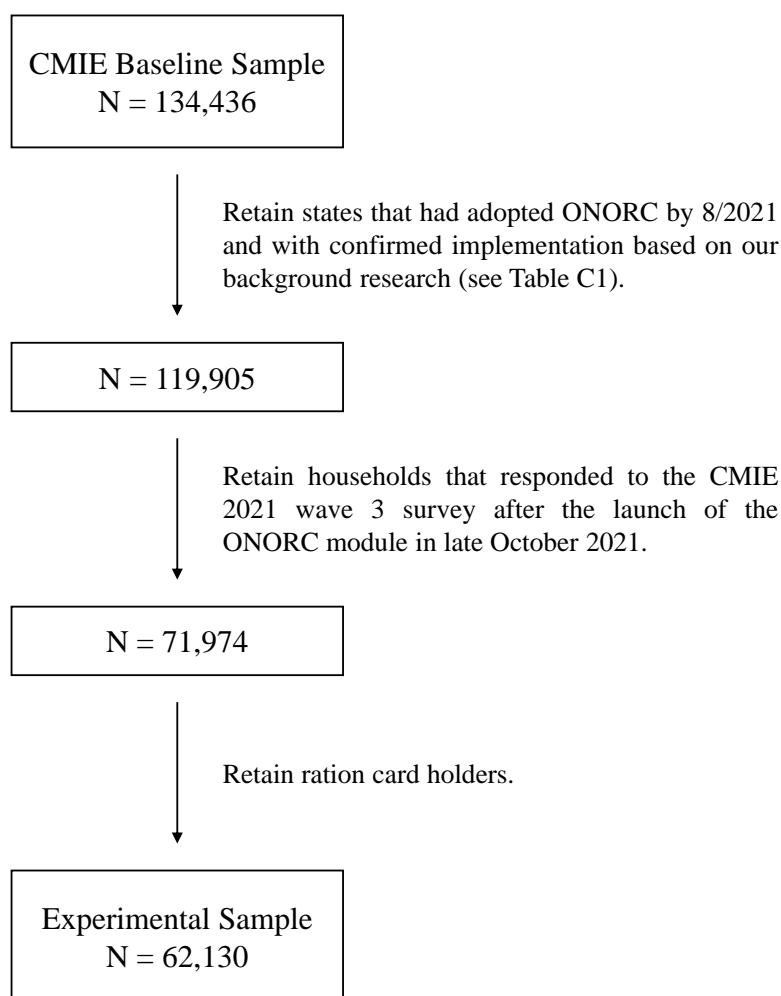 CMIE Baseline Sample
N = 134,436
Retain states that had adopted ONORC by 8/2021
and with confirmed implementation based on our
background research (see Table C1).
N = 119,905
Retain households that responded to the CMIE
2021 wave 3 survey after the launch of the
ONORC module in late October 2021.
N = 71,974
Retain ration card holders.
Experimental Sample
N = 62,130